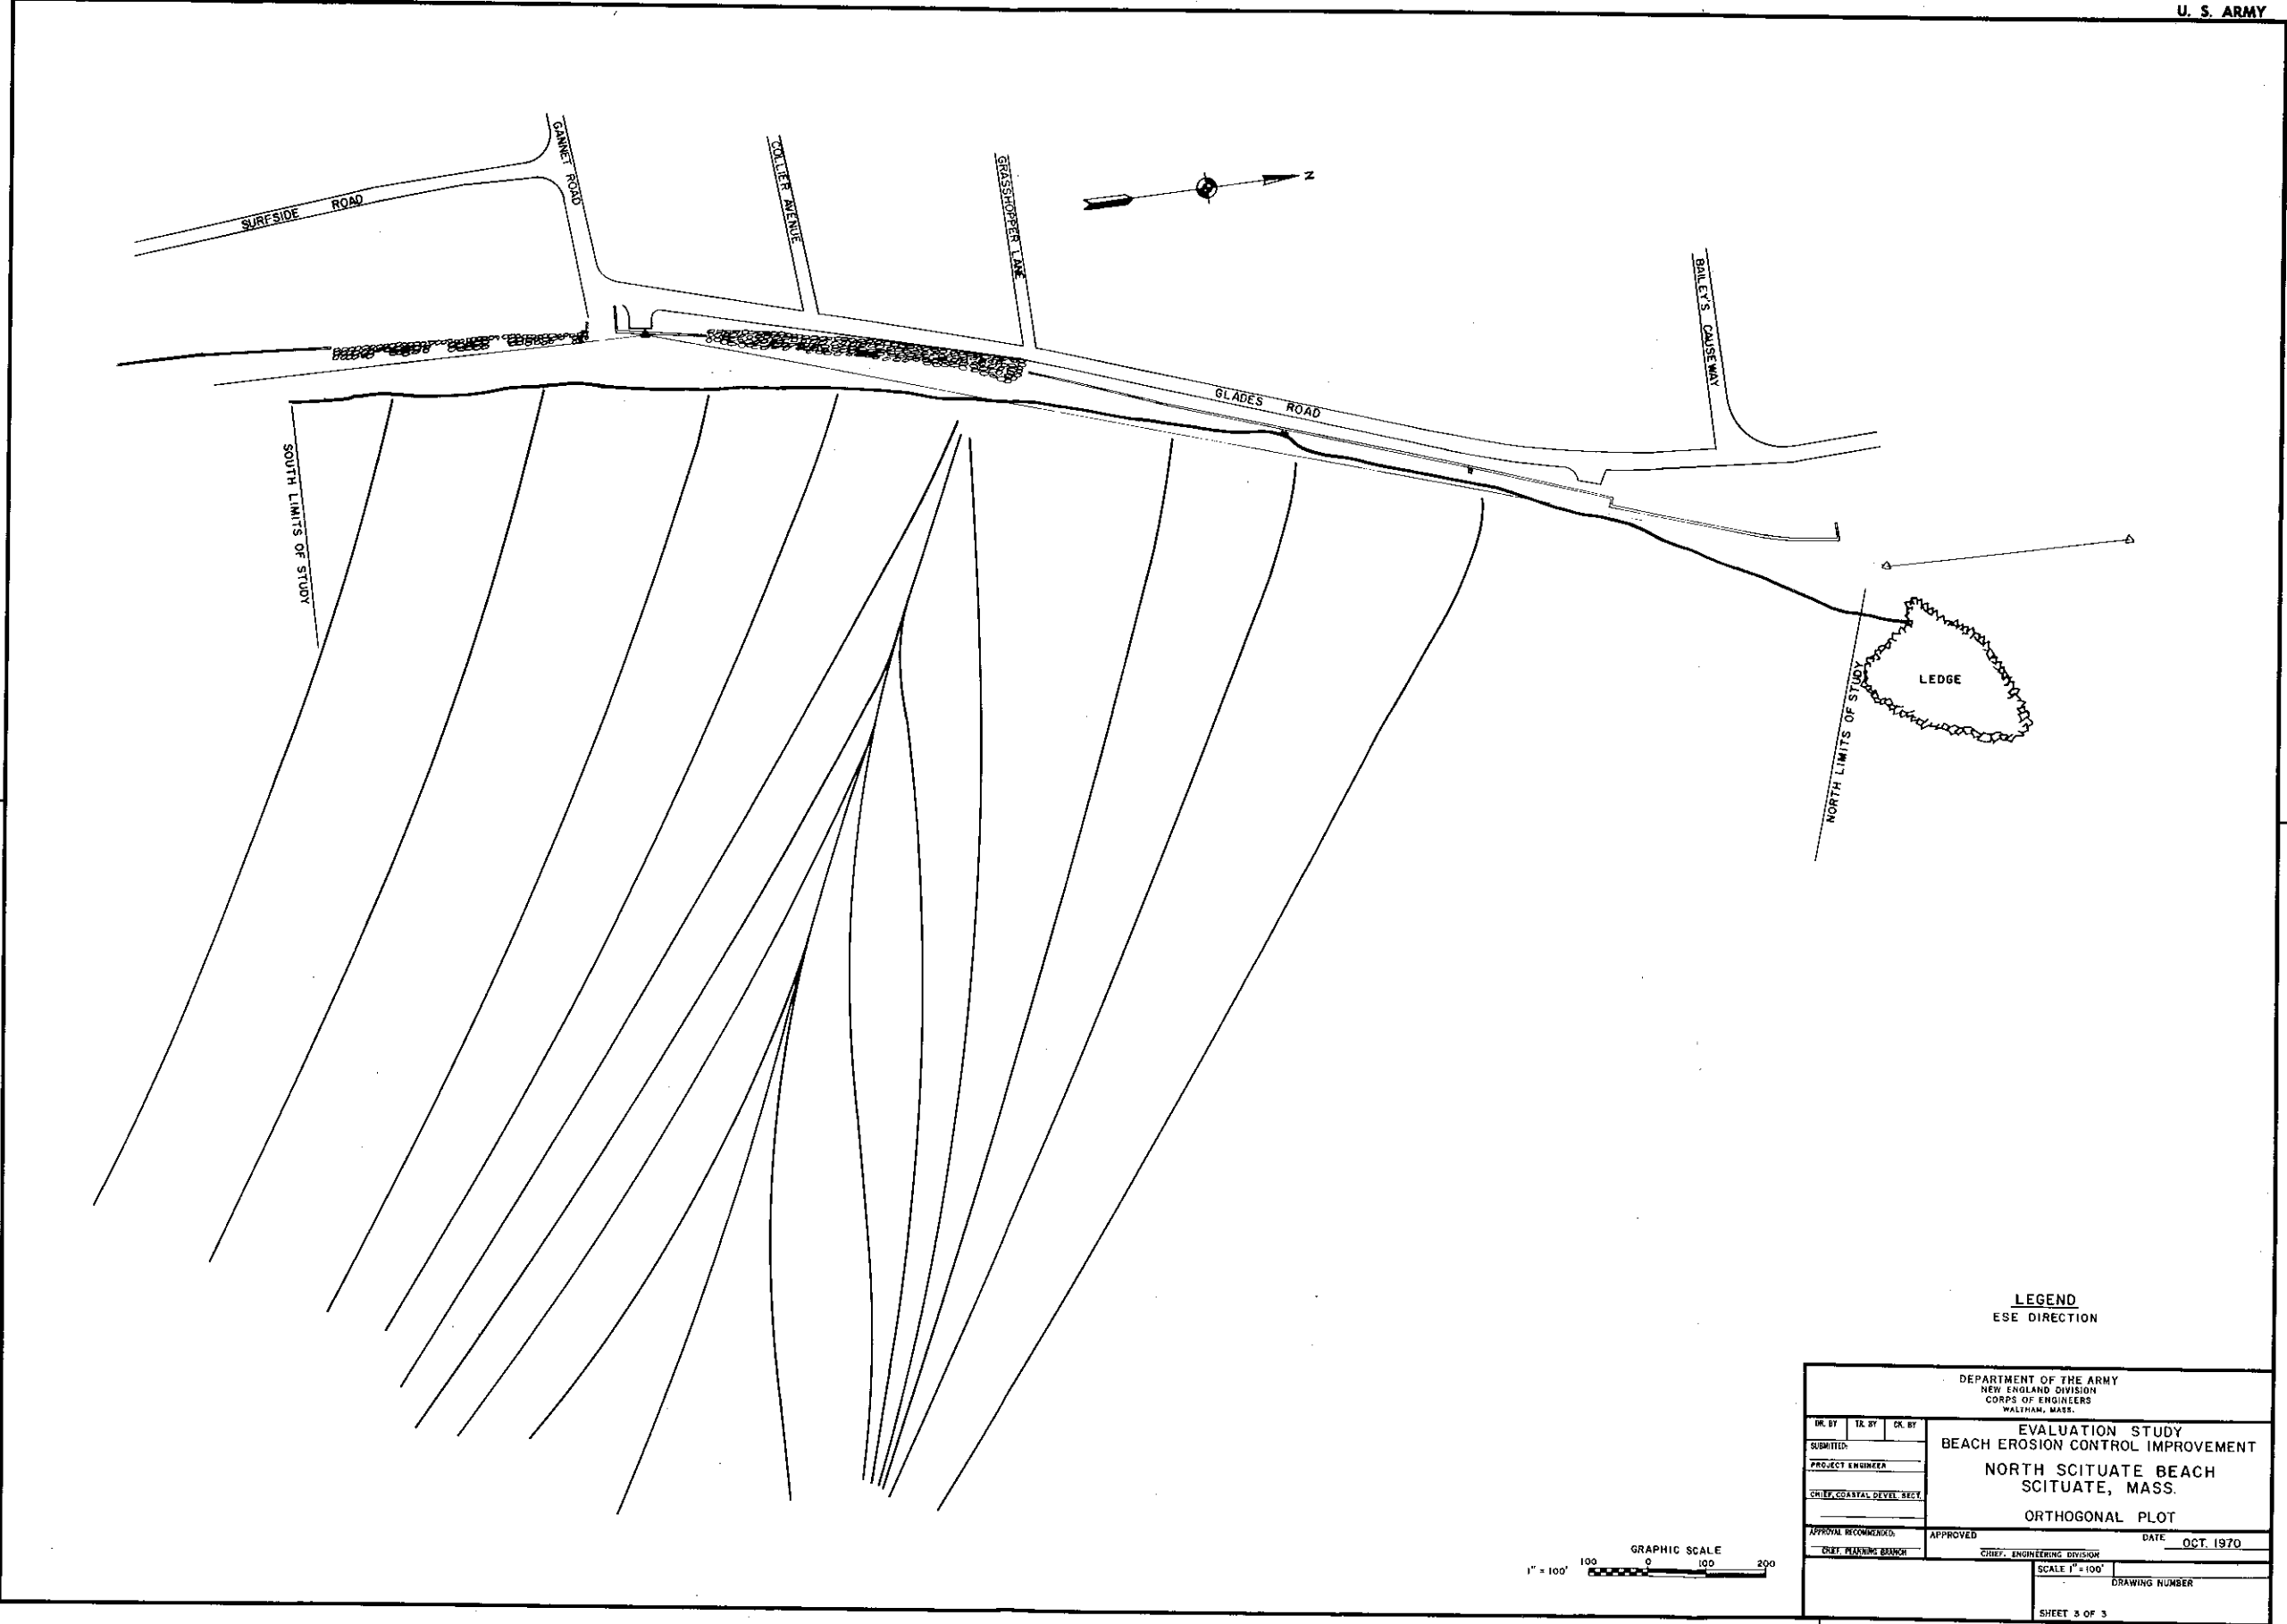 U. S. ARMY
GANNET ROAD
COLLIER AVENUE
GRASSHOPPER LANE
N
SURFSIDE ROAD
BAILEY'S CAUSEWAY
GLADES ROAD
SOUTH LIMITS OF STUDY
LEDGE
NORTH LIMITS OF STUDY
LEGEND
ESE DIRECTION
DEPARTMENT OF THE ARMY
NEW ENGLAND DIVISION
CORPS OF ENGINEERS
WALTHAM, MASS.
DR. BY TR. BY CK. BY
SUBMITTED:
PROJECT ENGINEER
CHIEF, COASTAL DEVEL. SECT.
EVALUATION STUDY
BEACH EROSION CONTROL IMPROVEMENT
NORTH SCITUATE BEACH
SCITUATE, MASS.
ORTHOGONAL PLOT
APPROVAL RECOMMENDED:
CHIEF, PLANNING BRANCH
APPROVED
CHIEF, ENGINEERING DIVISION
DATE OCT. 1970
SCALE 1" = 100'
DRAWING NUMBER
SHEET 3 OF 3
GRAPHIC SCALE
1" = 100' 100 0 100 200